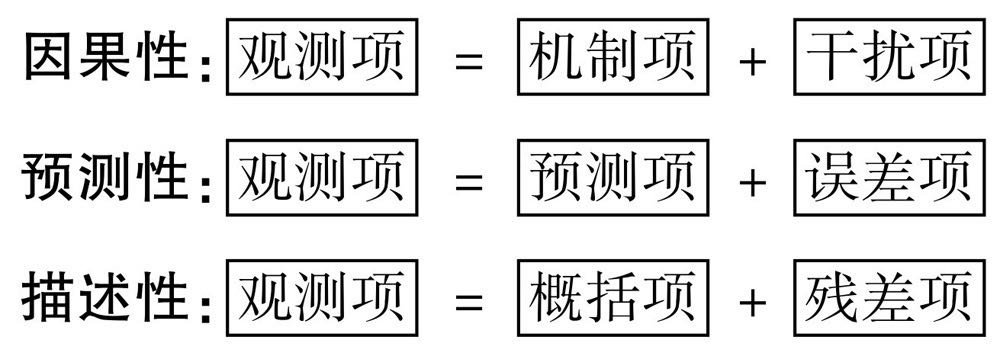 因果性: 观测项 = 机制项 + 干扰项
预测性: 观测项 = 预测项 + 误差项
描述性: 观测项 = 概括项 + 残差项